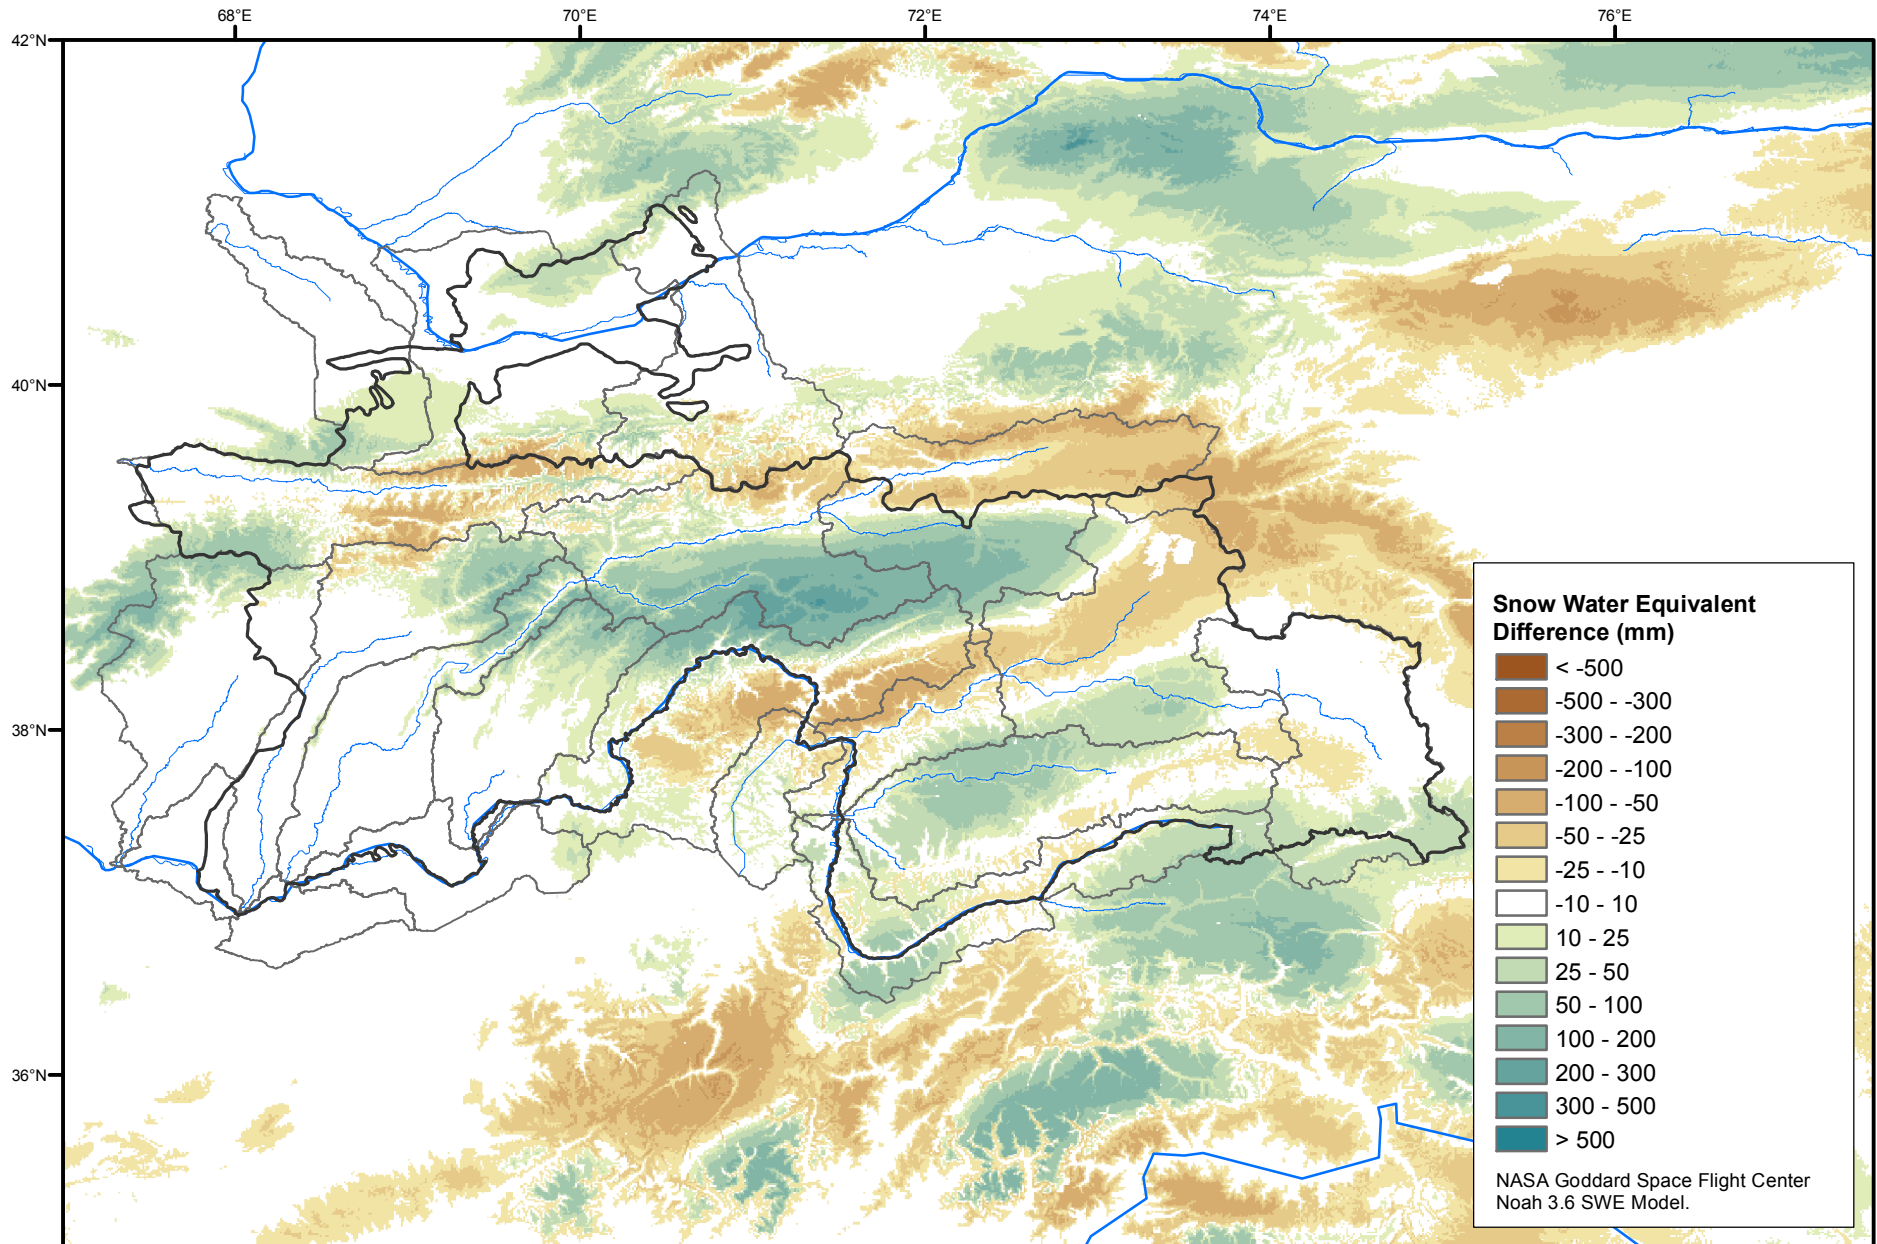 68°E 70°E 72°E 74°E 76°E
42°N
40°N
38°N
36°N
Snow Water Equivalent
Difference (mm)
< -500
-500 - -300
-300 - -200
-200 - -100
-100 - -50
-50 - -25
-25 - -10
-10 - 10
10 - 25
25 - 50
50 - 100
100 - 200
200 - 300
300 - 500
> 500
NASA Goddard Space Flight Center
Noah 3.6 SWE Model.